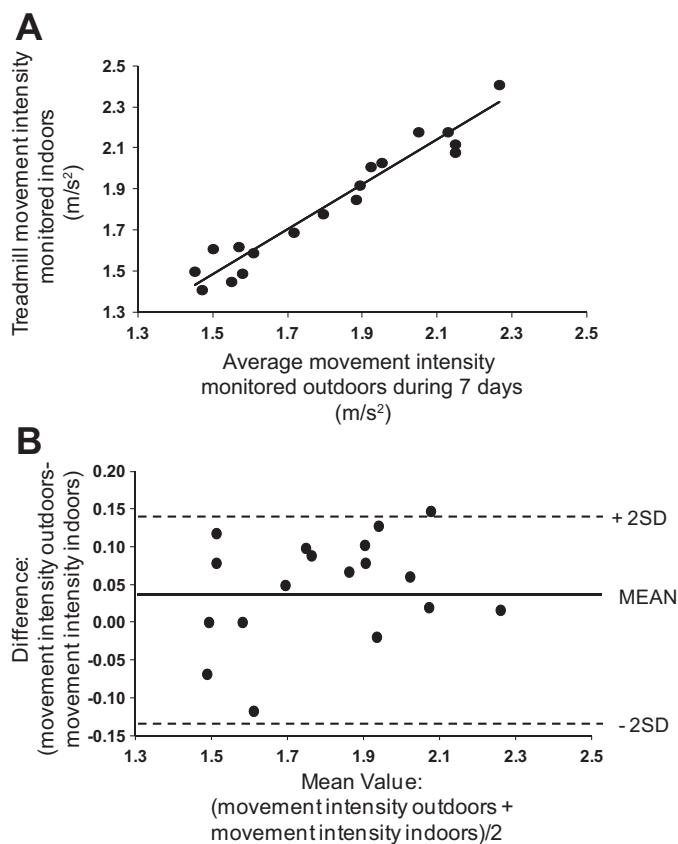 A
Treadmill movement intensity
monitored indoors
(m/s²)
2.5
2.3
2.1
1.9
1.7
1.5
1.3
1.3 1.5 1.7 1.9 2.1 2.3 2.5
Average movement intensity
monitored outdoors during 7 days
(m/s²)
B
Difference:
(movement intensity outdoors-
movement intensity indoors)
0.20
0.15
0.10
0.05
0.00
-0.05
-0.10
-0.15
+ 2SD
MEAN
- 2SD
1.3 1.5 1.7 1.9 2.1 2.3 2.5
Mean Value:
(movement intensity outdoors +
movement intensity indoors)/2